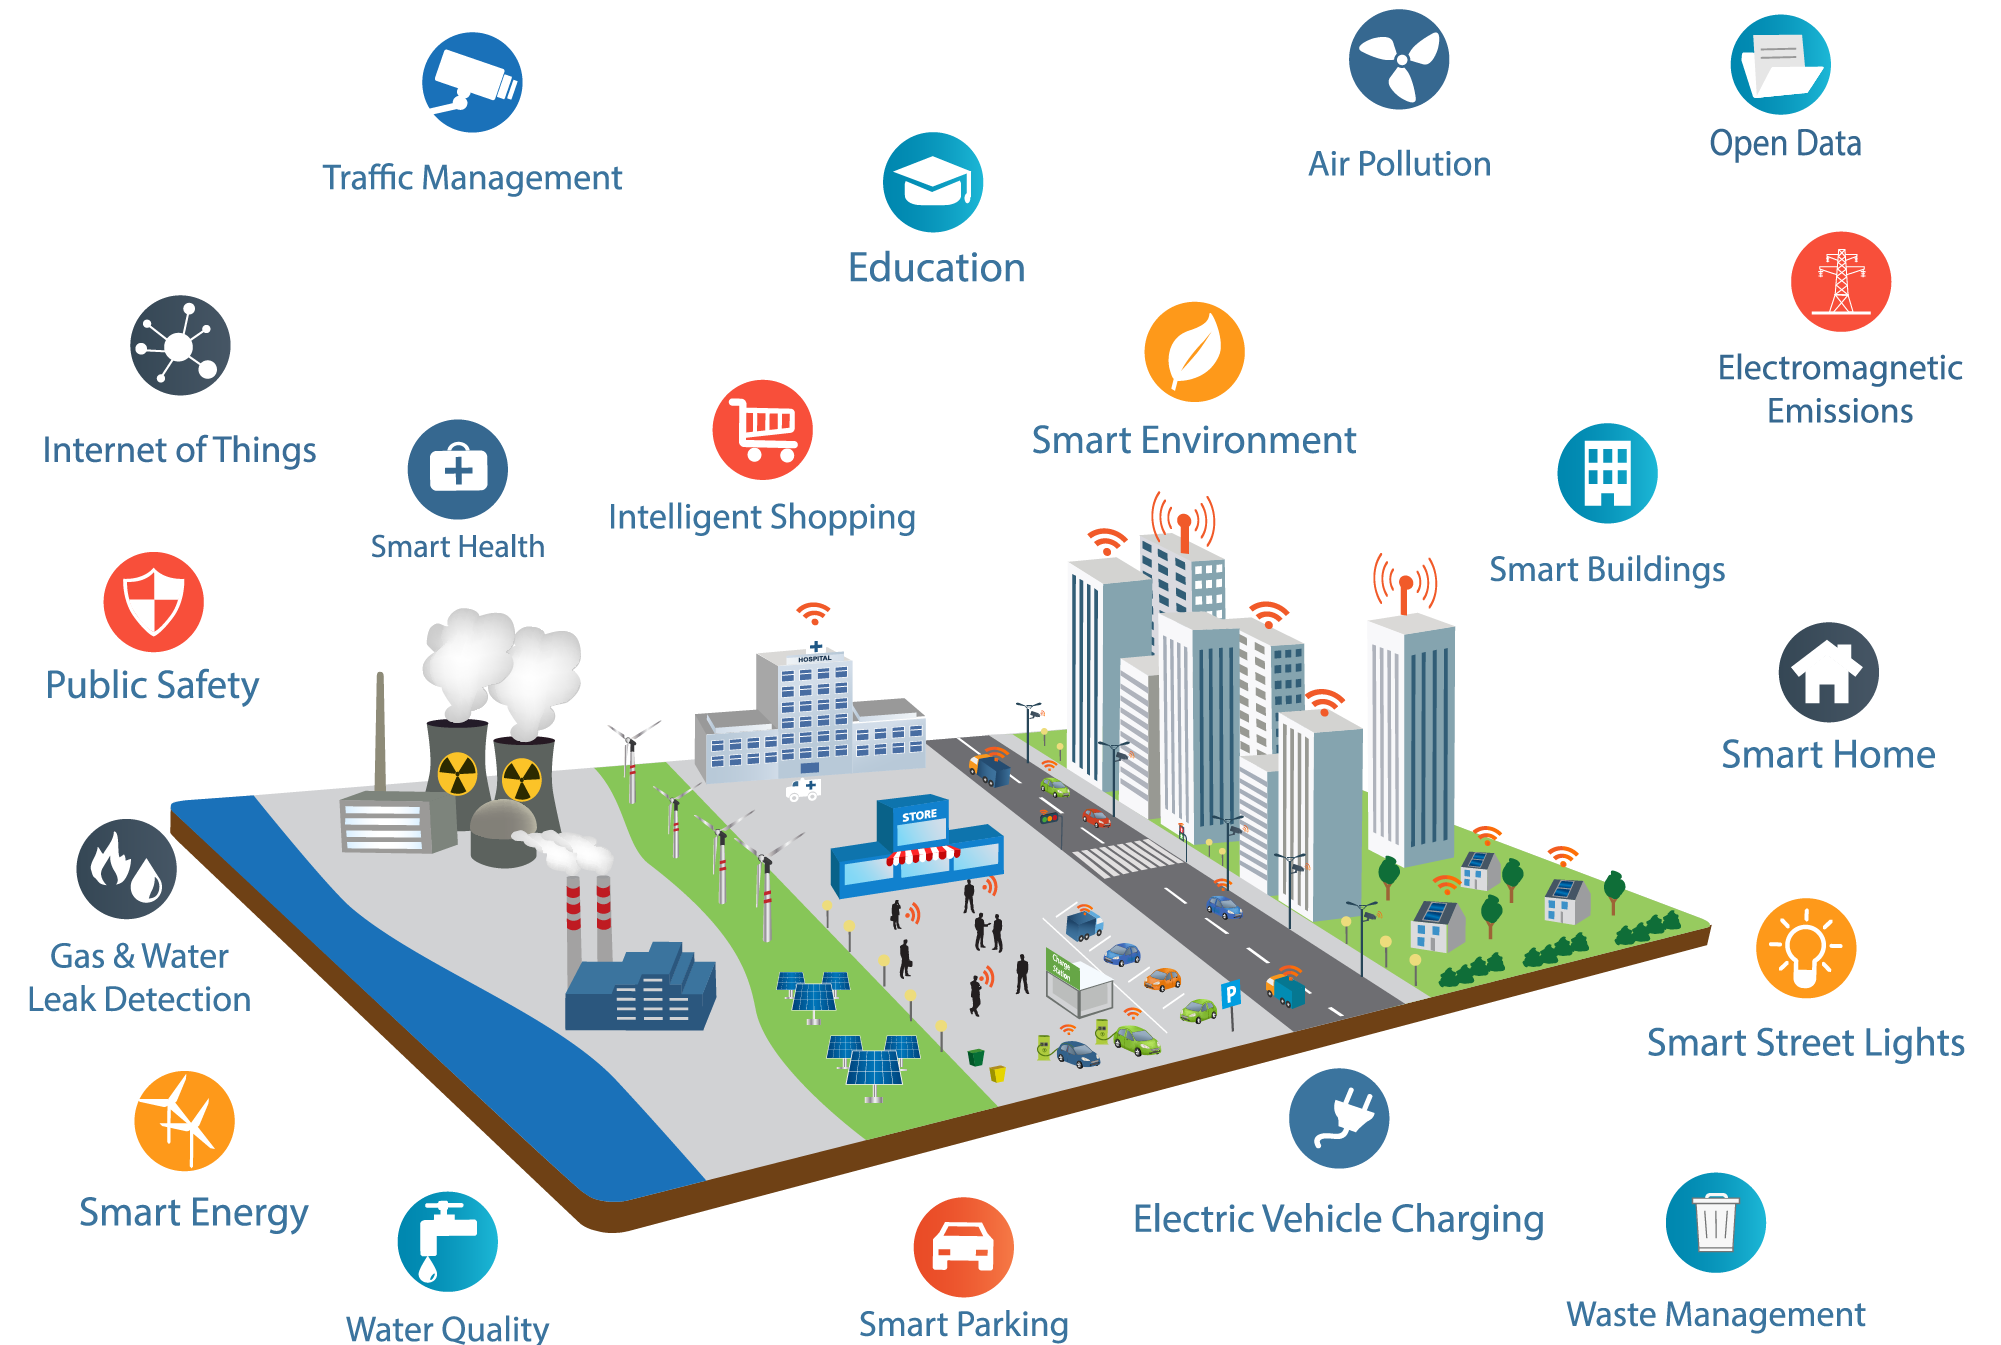 Traffic Management
Education
Air Pollution
Open Data
Internet of Things
Smart Health
Intelligent Shopping
Smart Environment
Electromagnetic
Emissions
Smart Buildings
Public Safety
HOSPITAL
Smart Home
STORE
Gas & Water
Leak Detection
Charge
Station
P
Smart Street Lights
Smart Energy
Water Quality
Smart Parking
Electric Vehicle Charging
Waste Management